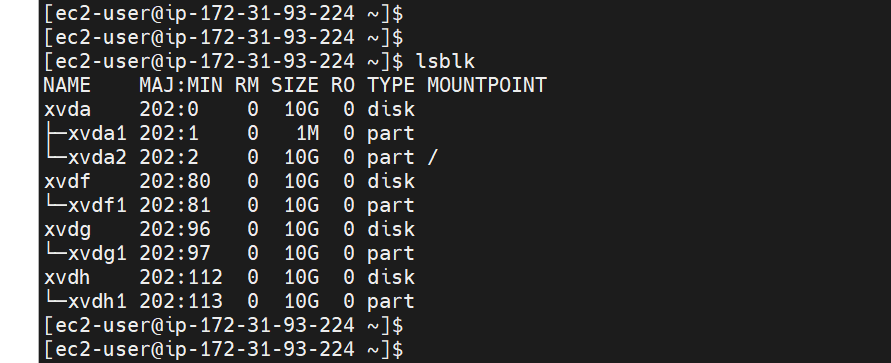 [ec2-user@ip-172-31-93-224 ~]$
[ec2-user@ip-172-31-93-224 ~]$
[ec2-user@ip-172-31-93-224 ~]$ lsblk
NAME    MAJ:MIN RM SIZE RO TYPE MOUNTPOINT
xvda    202:0    0  10G  0 disk
├─xvda1 202:1    0   1M  0 part
└─xvda2 202:2    0  10G  0 part /
xvdf    202:80   0  10G  0 disk
└─xvdf1 202:81   0  10G  0 part
xvdg    202:96   0  10G  0 disk
└─xvdg1 202:97   0  10G  0 part
xvdh    202:112  0  10G  0 disk
└─xvdh1 202:113  0  10G  0 part
[ec2-user@ip-172-31-93-224 ~]$
[ec2-user@ip-172-31-93-224 ~]$